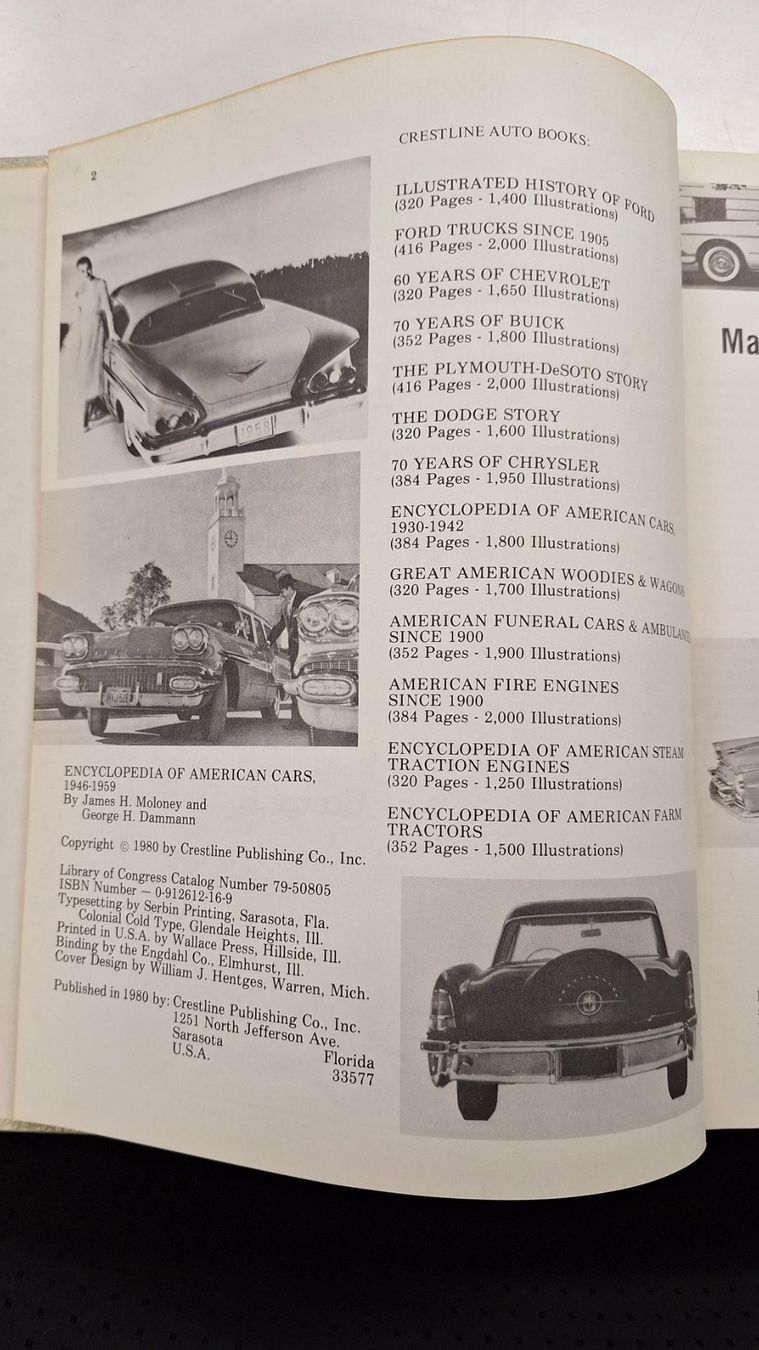 2
1958
ENCYCLOPEDIA OF AMERICAN CARS,
1946-1959
By James H. Moloney and
George H. Dammann
Copyright © 1980 by Crestline Publishing Co., Inc.
Library of Congress Catalog Number 79-50805
ISBN Number — 0-912612-16-9
Typesetting by Serbin Printing, Sarasota, Fla.
Colonial Cold Type, Glendale Heights, Ill.
Printed in U.S.A. by Wallace Press, Hillside, Ill.
Binding by the Engdahl Co., Elmhurst, Ill.
Cover Design by William J. Hentges, Warren, Mich.
Published in 1980 by: Crestline Publishing Co., Inc.
1251 North Jefferson Ave.
Sarasota
Florida
U.S.A.
33577
CRESTLINE AUTO BOOKS:
ILLUSTRATED HISTORY OF FORD
(320 Pages - 1,400 Illustrations)
FORD TRUCKS SINCE 1905
(416 Pages - 2,000 Illustrations)
60 YEARS OF CHEVROLET
(320 Pages - 1,650 Illustrations)
70 YEARS OF BUICK
(352 Pages - 1,800 Illustrations)
THE PLYMOUTH-DeSOTO STORY
(416 Pages - 2,000 Illustrations)
THE DODGE STORY
(320 Pages - 1,600 Illustrations)
70 YEARS OF CHRYSLER
(384 Pages - 1,950 Illustrations)
ENCYCLOPEDIA OF AMERICAN CARS,
1930-1942
(384 Pages - 1,800 Illustrations)
GREAT AMERICAN WOODIES & WAGONS
(320 Pages - 1,700 Illustrations)
AMERICAN FUNERAL CARS & AMBULANCES
SINCE 1900
(352 Pages - 1,900 Illustrations)
AMERICAN FIRE ENGINES
SINCE 1900
(384 Pages - 2,000 Illustrations)
ENCYCLOPEDIA OF AMERICAN STEAM
TRACTION ENGINES
(320 Pages - 1,250 Illustrations)
ENCYCLOPEDIA OF AMERICAN FARM
TRACTORS
(352 Pages - 1,500 Illustrations)
Ma